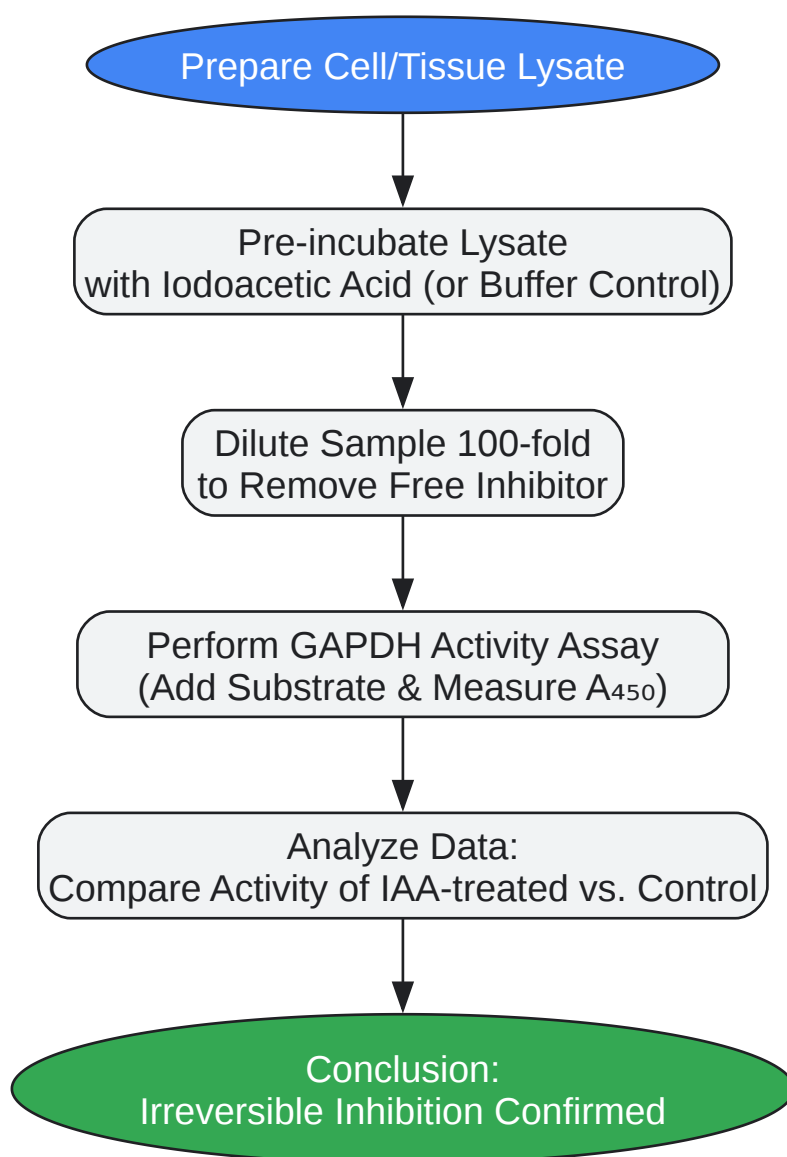 Prepare Cell/Tissue Lysate
Pre-incubate Lysate
with Iodoacetic Acid (or Buffer Control)
Dilute Sample 100-fold
to Remove Free Inhibitor
Perform GAPDH Activity Assay
(Add Substrate & Measure A₄₅₀)
Analyze Data:
Compare Activity of IAA-treated vs. Control
Conclusion:
Irreversible Inhibition Confirmed